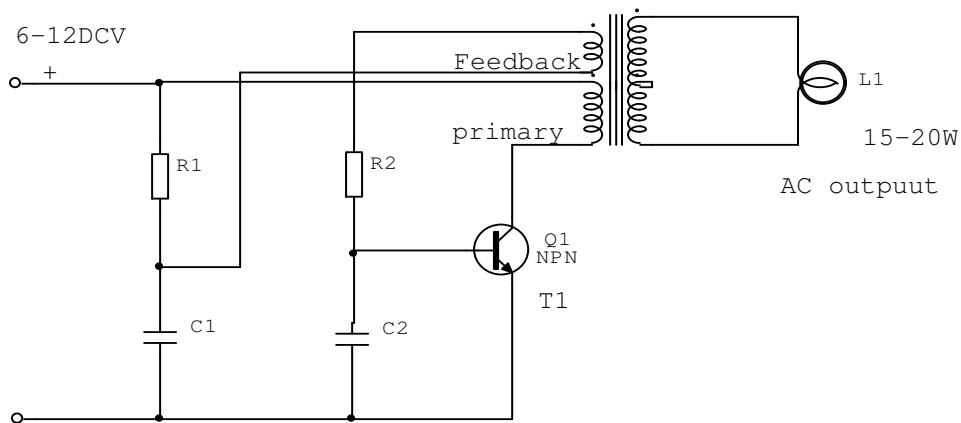 6-12DCV
+
Feedback
L1
primary
15-20W
R1
R2
AC outpuut
Q1
NPN
T1
C1
C2